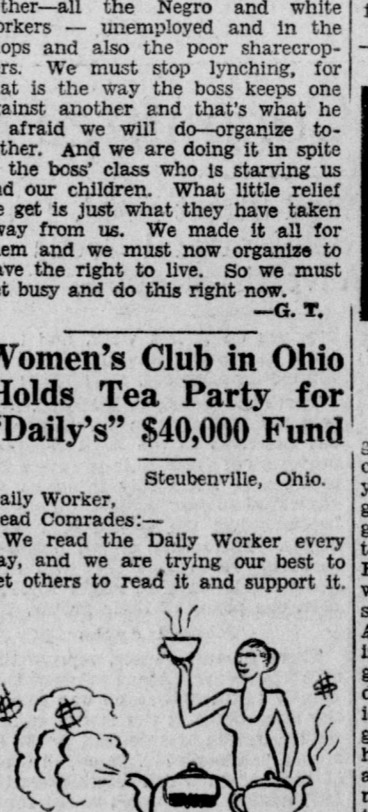 ther—all the Negro and white
orkers — unemployed and in the
ops and also the poor sharecrop-
rs. We must stop lynching, for
at is the way the boss keeps one
ainst another and that's what he
afraid we will do—organize to-
ther. And we are doing it in spite
the boss' class who is starving us
d our children. What little relief
e get is just what they have taken
way from us. We made it all for
em and we must now organize to
ve the right to live. So we must
t busy and do this right now.
—G. T.
Women's Club in Ohio
Holds Tea Party for
"Daily's" $40,000 Fund
Steubenville, Ohio.
aily Worker,
ead Comrades:—
We read the Daily Worker every
ay, and we are trying our best to
et others to read it and support it.
$
$
$